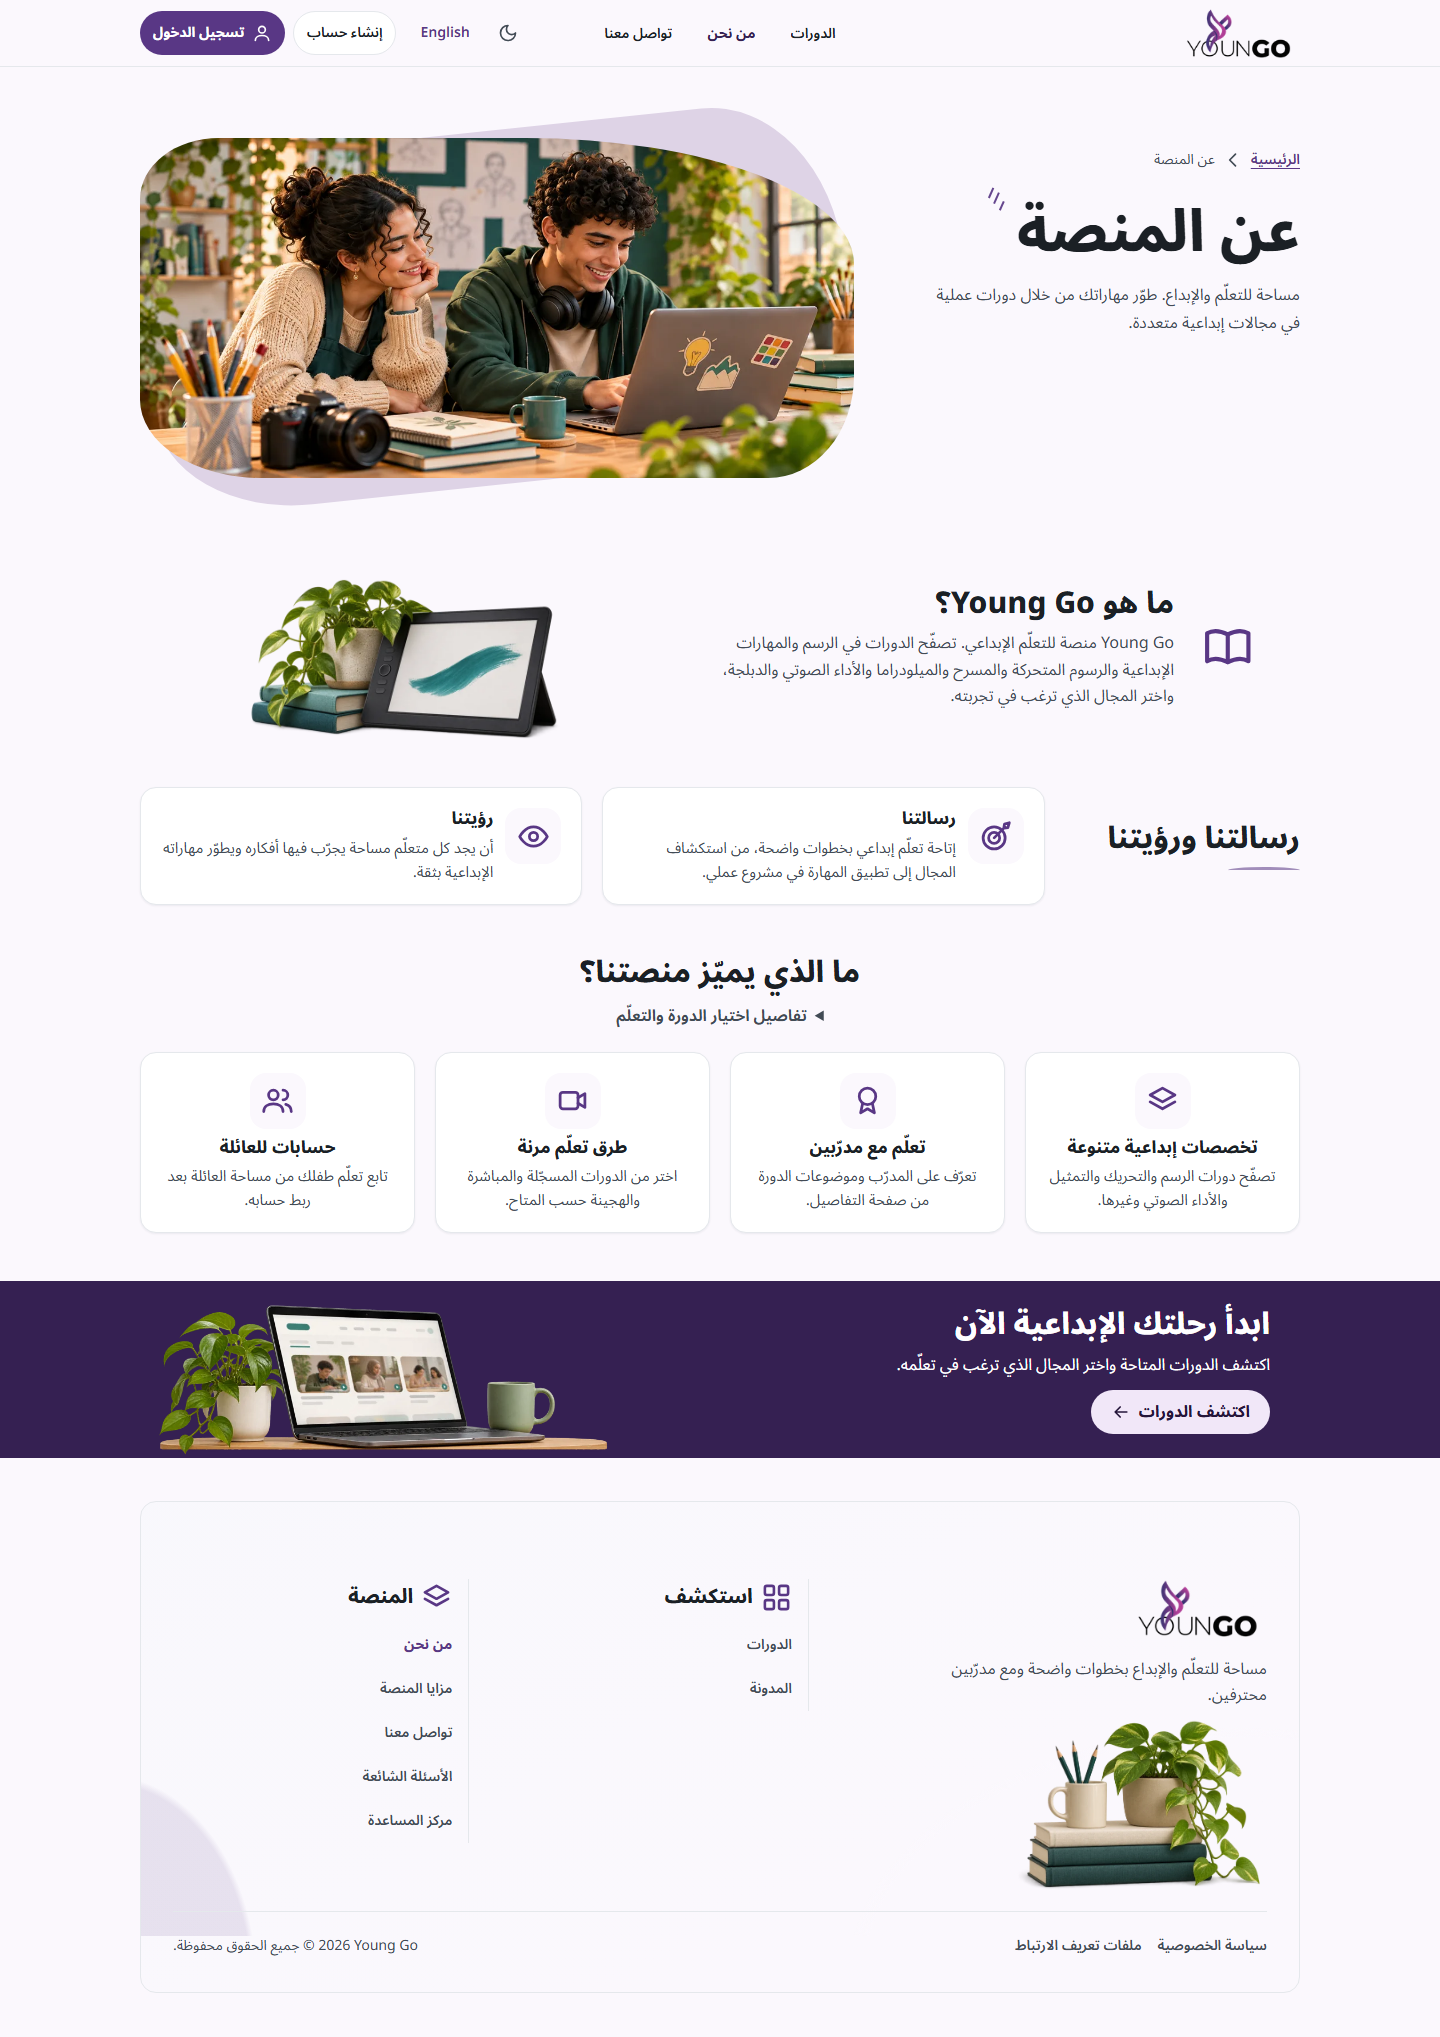 YOUNGO
الدورات
من نحن
تواصل معنا
English
إنشاء حساب
تسجيل الدخول
الرئيسية
عن المنصة
عن المنصة
مساحة للتعلّم والإبداع. طوّر مهاراتك من خلال دورات عملية
في مجالات إبداعية متعددة.
ما هو Young Go؟
Young Go منصة للتعلّم الإبداعي. تصفّح الدورات في الرسم والمهارات
الإبداعية والرسوم المتحركة والمسرح والميلودراما والأداء الصوتي والدبلجة،
واختر المجال الذي ترغب في تجربته.
رسالتنا ورؤيتنا
رسالتنا
إتاحة تعلّم إبداعي بخطوات واضحة، من استكشاف
المجال إلى تطبيق المهارة في مشروع عملي.
رؤيتنا
أن يجد كل متعلّم مساحة يجرّب فيها أفكاره ويطوّر مهاراته
الإبداعية بثقة.
ما الذي يميّز منصتنا؟
تفاصيل اختيار الدورة والتعلّم
تخصصات إبداعية متنوعة
تصفّح دورات الرسم والتحريك والتمثيل
والأداء الصوتي وغيرها.
تعلّم مع مدرّبين
تعرّف على المدرّب وموضوعات الدورة
من صفحة التفاصيل.
طرق تعلّم مرنة
اختر من الدورات المسجّلة والمباشرة
والهجينة حسب المتاح.
حسابات للعائلة
تابع تعلّم طفلك من مساحة العائلة بعد
ربط حسابه.
ابدأ رحلتك الإبداعية الآن
اكتشف الدورات المتاحة واختر المجال الذي ترغب في تعلّمه.
اكتشف الدورات
YOUNGO
مساحة للتعلّم والإبداع بخطوات واضحة ومع مدرّبين
محترفين.
استكشف
الدورات
المدونة
المنصة
من نحن
مزايا المنصة
تواصل معنا
الأسئلة الشائعة
مركز المساعدة
سياسة الخصوصية
ملفات تعريف الارتباط
Young Go 2026 © جميع الحقوق محفوظة.